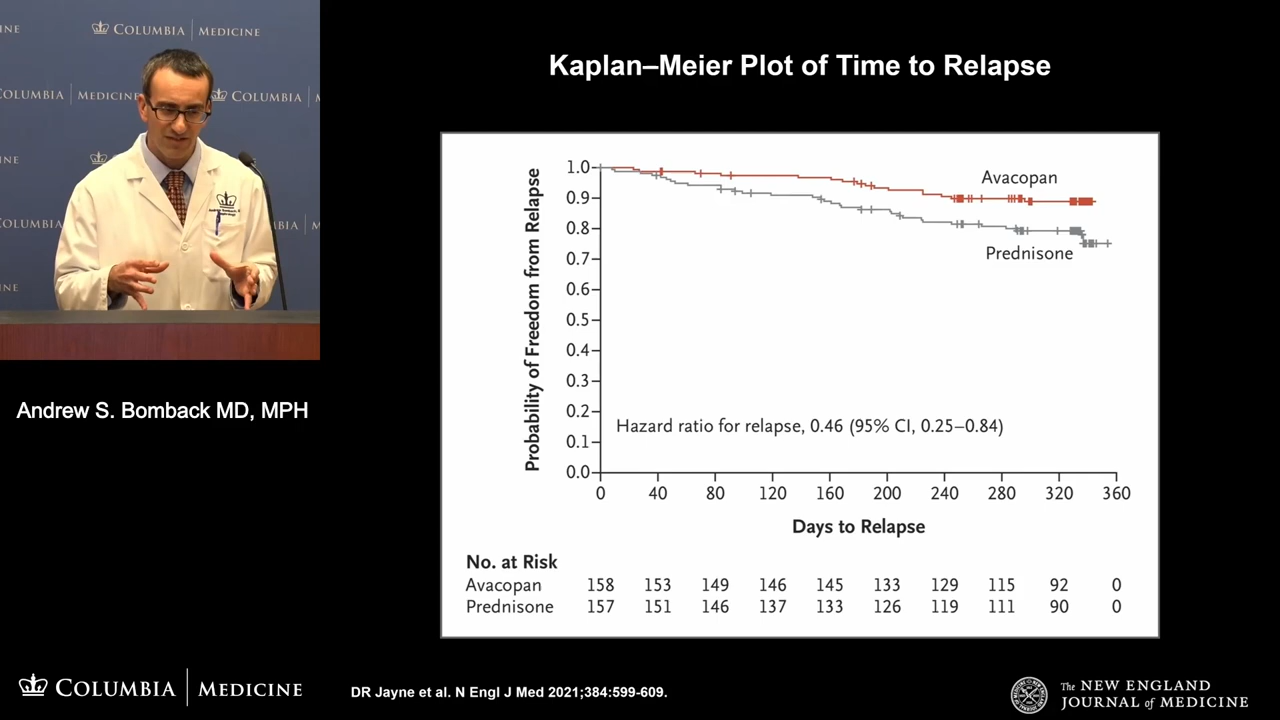 INE
COLUMBIA | MEDICINE
OLUMBIA | MEDICINE
COLUMBIA
INE
OLUMBIA
COLUMBIA
INE
Andrew S. Bomback MD, MPH
Kaplan–Meier Plot of Time to Relapse
Probability of Freedom from Relapse
1.0
0.9
0.8
0.7
0.6
0.5
0.4
0.3
0.2
0.1
0.0
Avacopan
Prednisone
Hazard ratio for relapse, 0.46 (95% CI, 0.25–0.84)
0 40 80 120 160 200 240 280 320 360
Days to Relapse
No. at Risk
Avacopan 158 153 149 146 145 133 129 115 92 0
Prednisone 157 151 146 137 133 126 119 111 90 0
COLUMBIA | MEDICINE
DR Jayne et al. N Engl J Med 2021;384:599-609.
The NEW ENGLAND
JOURNAL of MEDICINE